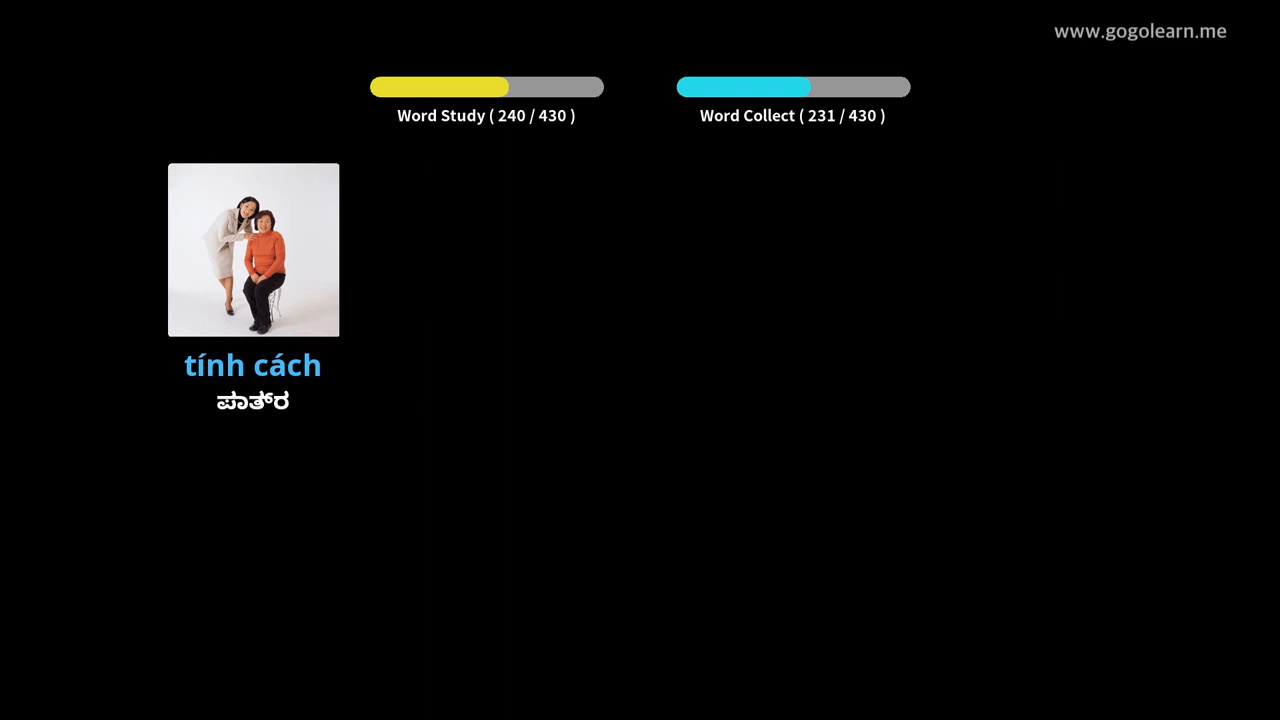 www.gogolearn.me
Word Study ( 240 / 430 )
Word Collect ( 231 / 430 )
tính cách
ಪಾತ್ರ